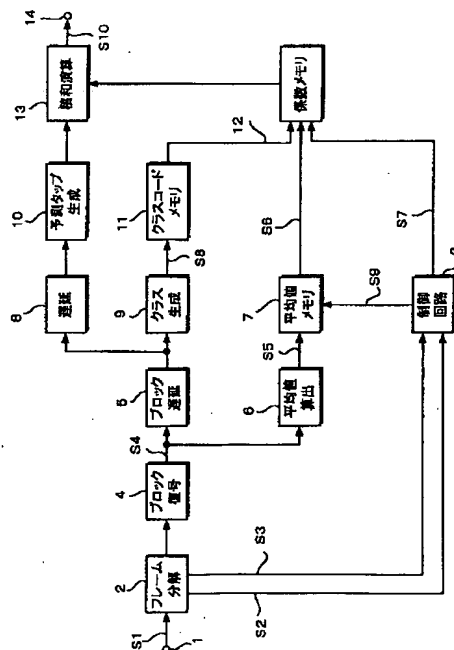 14
S10
13
積和演算
係数メモリ
12
10
予測タップ
生成
11
クラスコード
メモリ
S6
S7
8
遅延
9
クラス
生成
S8
7
平均値
メモリ
S9
制御
回路
5
ブロック
遅延
S5
6
平均値
算出
S4
4
ブロック
復号
2
フレーム
分解
S3
S2
S1
1